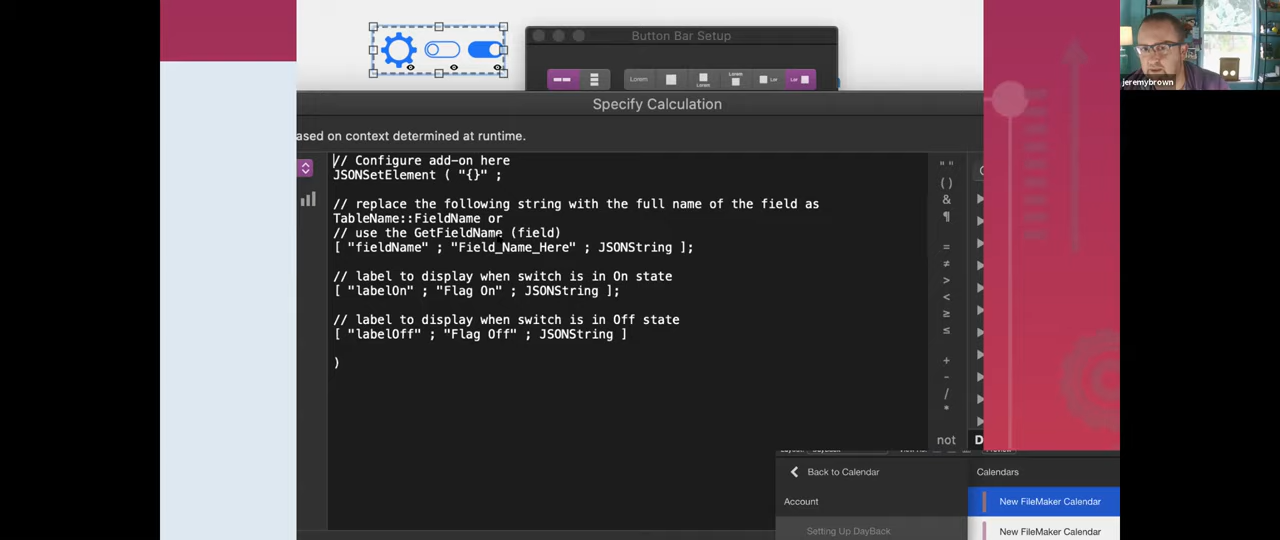 Button Bar Setup
jeremybrown
Lorem
Lorem
Lor
Lor
Specify Calculation
ased on context determined at runtime.
// Configure add-on here
JSONSetElement ( "{}" ;
// replace the following string with the full name of the field as
TableName::FieldName or
// use the GetFieldName (field)
[ "fieldName" ; "Field_Name_Here" ; JSONString ];
// label to display when switch is in On state
[ "labelOn" ; "Flag On" ; JSONString ];
// label to display when switch is in Off state
[ "labelOff" ; "Flag Off" ; JSONString ]
)
" "
( )
&
¶
=
≠
>
<
≥
≤
+
-
/
*
not
D
Back to Calendar
Calendars
Account
New FileMaker Calendar
Setting Up DayBack
New FileMaker Calendar